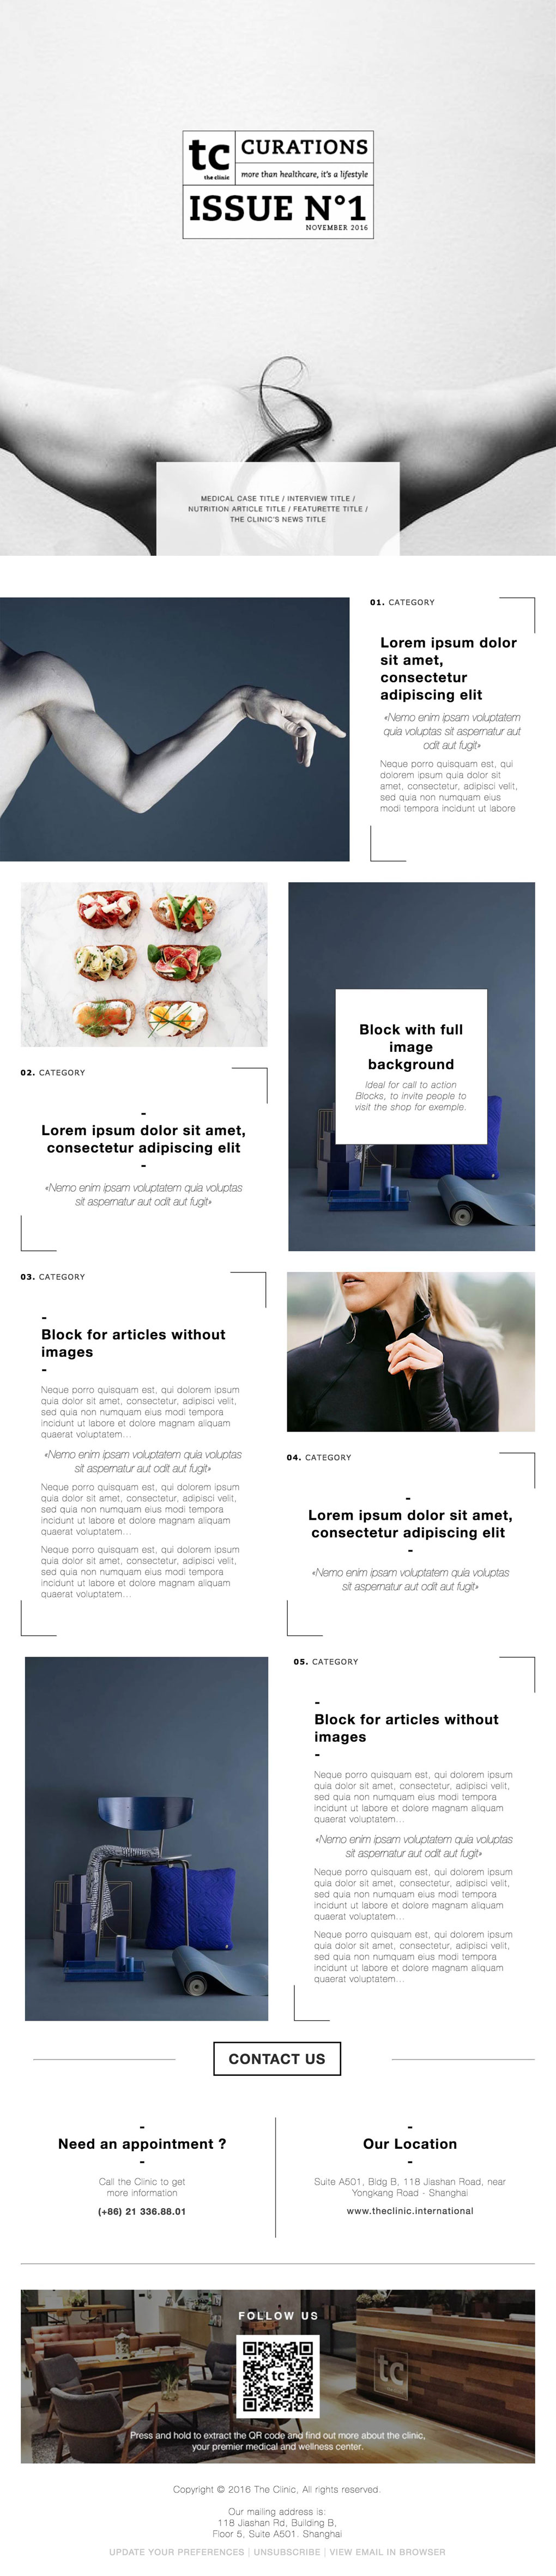 tc
the clinic
CURATIONS
more than healthcare, it's a lifestyle
ISSUE N°1
NOVEMBER 2016
MEDICAL CASE TITLE / INTERVIEW TITLE /
NUTRITION ARTICLE TITLE / FEATURETTE TITLE /
THE CLINIC'S NEWS TITLE
01. CATEGORY
Lorem ipsum dolor
sit amet,
consectetur
adipiscing elit
«Nemo enim ipsam voluptatem
quia voluptas sit aspernatur aut
odit aut fugit»
Neque porro quisquam est, qui
dolorem ipsum quia dolor sit
amet, consectetur, adipisci velit,
sed quia non numquam eius
modi tempora incidunt ut labore
02. CATEGORY
-
Lorem ipsum dolor sit amet,
consectetur adipiscing elit
-
«Nemo enim ipsam voluptatem quia voluptas
sit aspernatur aut odit aut fugit»
Block with full
image
background
Ideal for call to action
Blocks, to invite people to
visit the shop for exemple.
03. CATEGORY
-
Block for articles without
images
-
Neque porro quisquam est, qui dolorem ipsum
quia dolor sit amet, consectetur, adipisci velit,
sed quia non numquam eius modi tempora
incidunt ut labore et dolore magnam aliquam
quaerat voluptatem...
«Nemo enim ipsam voluptatem quia voluptas
sit aspernatur aut odit aut fugit»
Neque porro quisquam est, qui dolorem ipsum
quia dolor sit amet, consectetur, adipisci velit,
sed quia non numquam eius modi tempora
incidunt ut labore et dolore magnam aliquam
quaerat voluptatem...
Neque porro quisquam est, qui dolorem ipsum
quia dolor sit amet, consectetur, adipisci velit,
sed quia non numquam eius modi tempora
incidunt ut labore et dolore magnam aliquam
quaerat voluptatem...
04. CATEGORY
-
Lorem ipsum dolor sit amet,
consectetur adipiscing elit
-
«Nemo enim ipsam voluptatem quia voluptas
sit aspernatur aut odit aut fugit»
05. CATEGORY
-
Block for articles without
images
-
Neque porro quisquam est, qui dolorem ipsum
quia dolor sit amet, consectetur, adipisci velit,
sed quia non numquam eius modi tempora
incidunt ut labore et dolore magnam aliquam
quaerat voluptatem...
«Nemo enim ipsam voluptatem quia voluptas
sit aspernatur aut odit aut fugit»
Neque porro quisquam est, qui dolorem ipsum
quia dolor sit amet, consectetur, adipisci velit,
sed quia non numquam eius modi tempora
incidunt ut labore et dolore magnam aliquam
quaerat voluptatem...
Neque porro quisquam est, qui dolorem ipsum
quia dolor sit amet, consectetur, adipisci velit,
sed quia non numquam eius modi tempora
incidunt ut labore et dolore magnam aliquam
quaerat voluptatem...
CONTACT US
-
Need an appointment ?
-
Call the Clinic to get
more information
(+86) 21 336.88.01
-
Our Location
-
Suite A501, Bldg B, 118 Jiashan Road, near
Yongkang Road - Shanghai
www.theclinic.international
FOLLOW US
tc
tc
Press and hold to extract the QR code and find out more about the clinic,
your premier medical and wellness center.
Copyright © 2016 The Clinic, All rights reserved.
Our mailing address is:
118 Jiashan Rd, Building B,
Floor 5, Suite A501. Shanghai
UPDATE YOUR PREFERENCES | UNSUBSCRIBE | VIEW EMAIL IN BROWSER